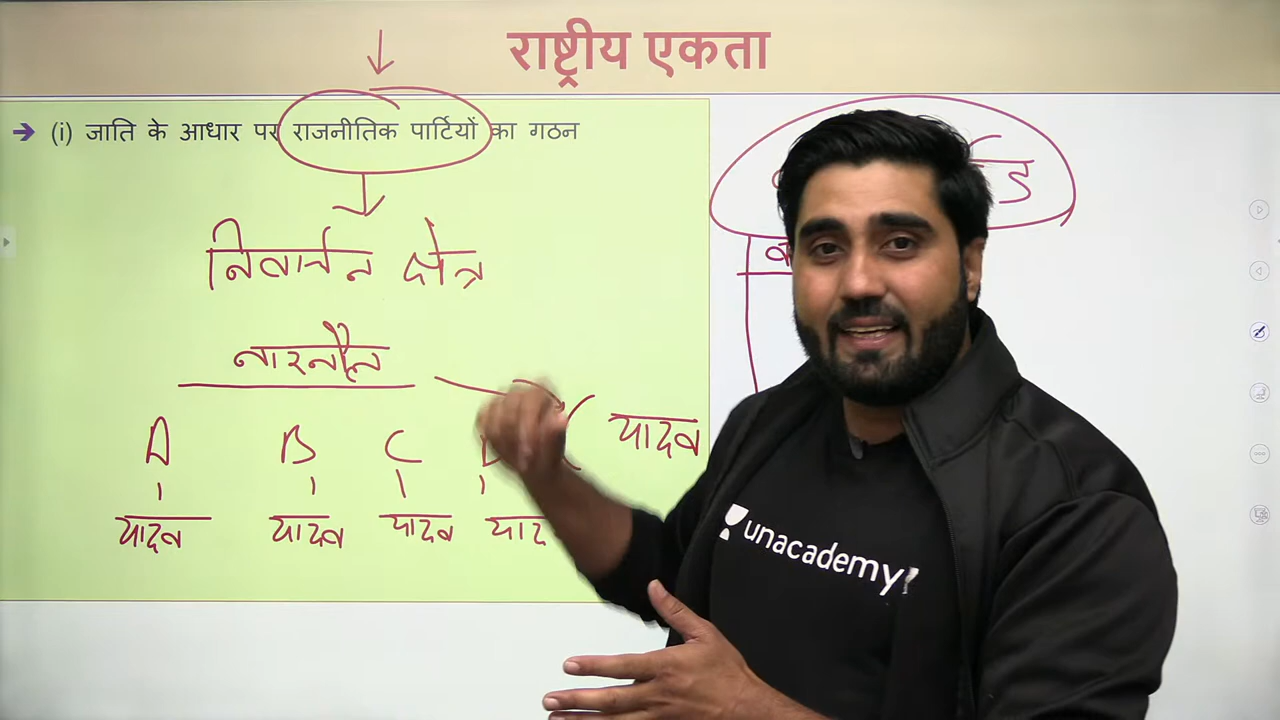 राष्ट्रीय एकता
➔ (i) जाति के आधार पर राजनीतिक पार्टियों का गठन
निर्वाचन क्षेत्र
नारनौल
A B C D यादव
यादव यादव यादव याद
unacademy